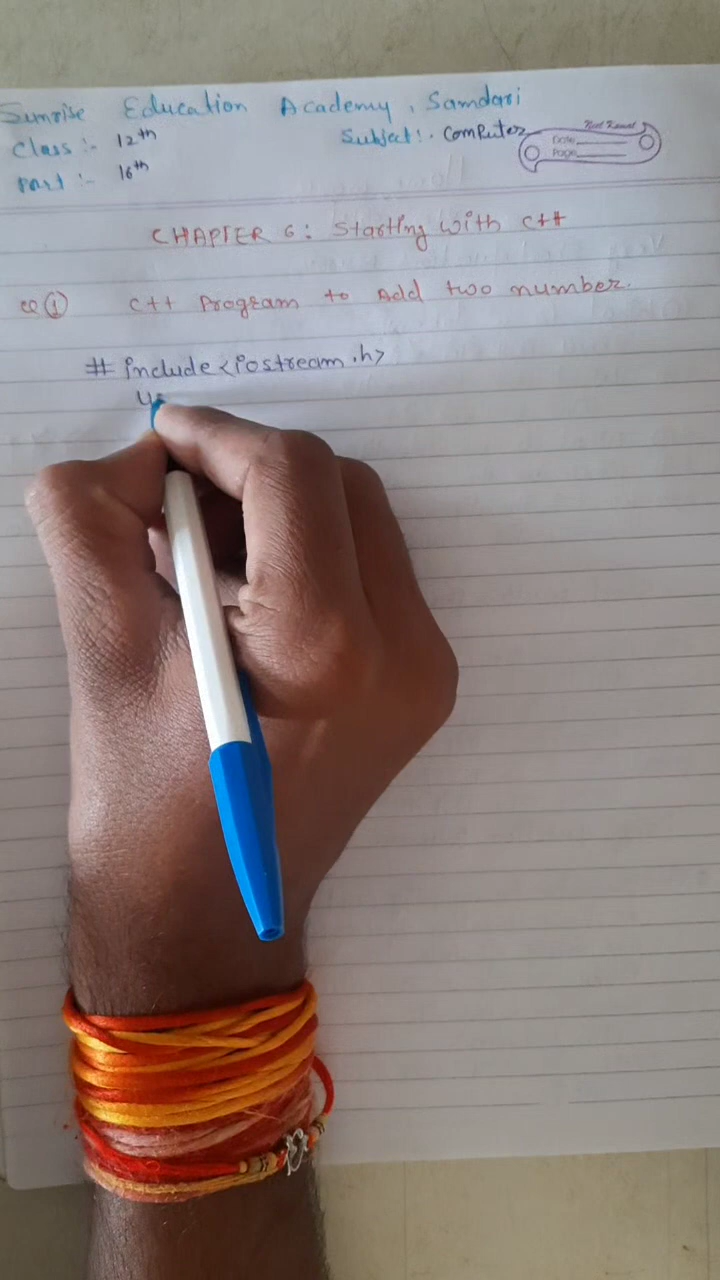 Sunrise Education Academy, Samdari
Class :- 12th Subject :- Computer
Part :- 16th
Date
Page
CHAPTER 6 : Starting with C++
① C++ Program to Add two number.
# include <iostream.h>
us